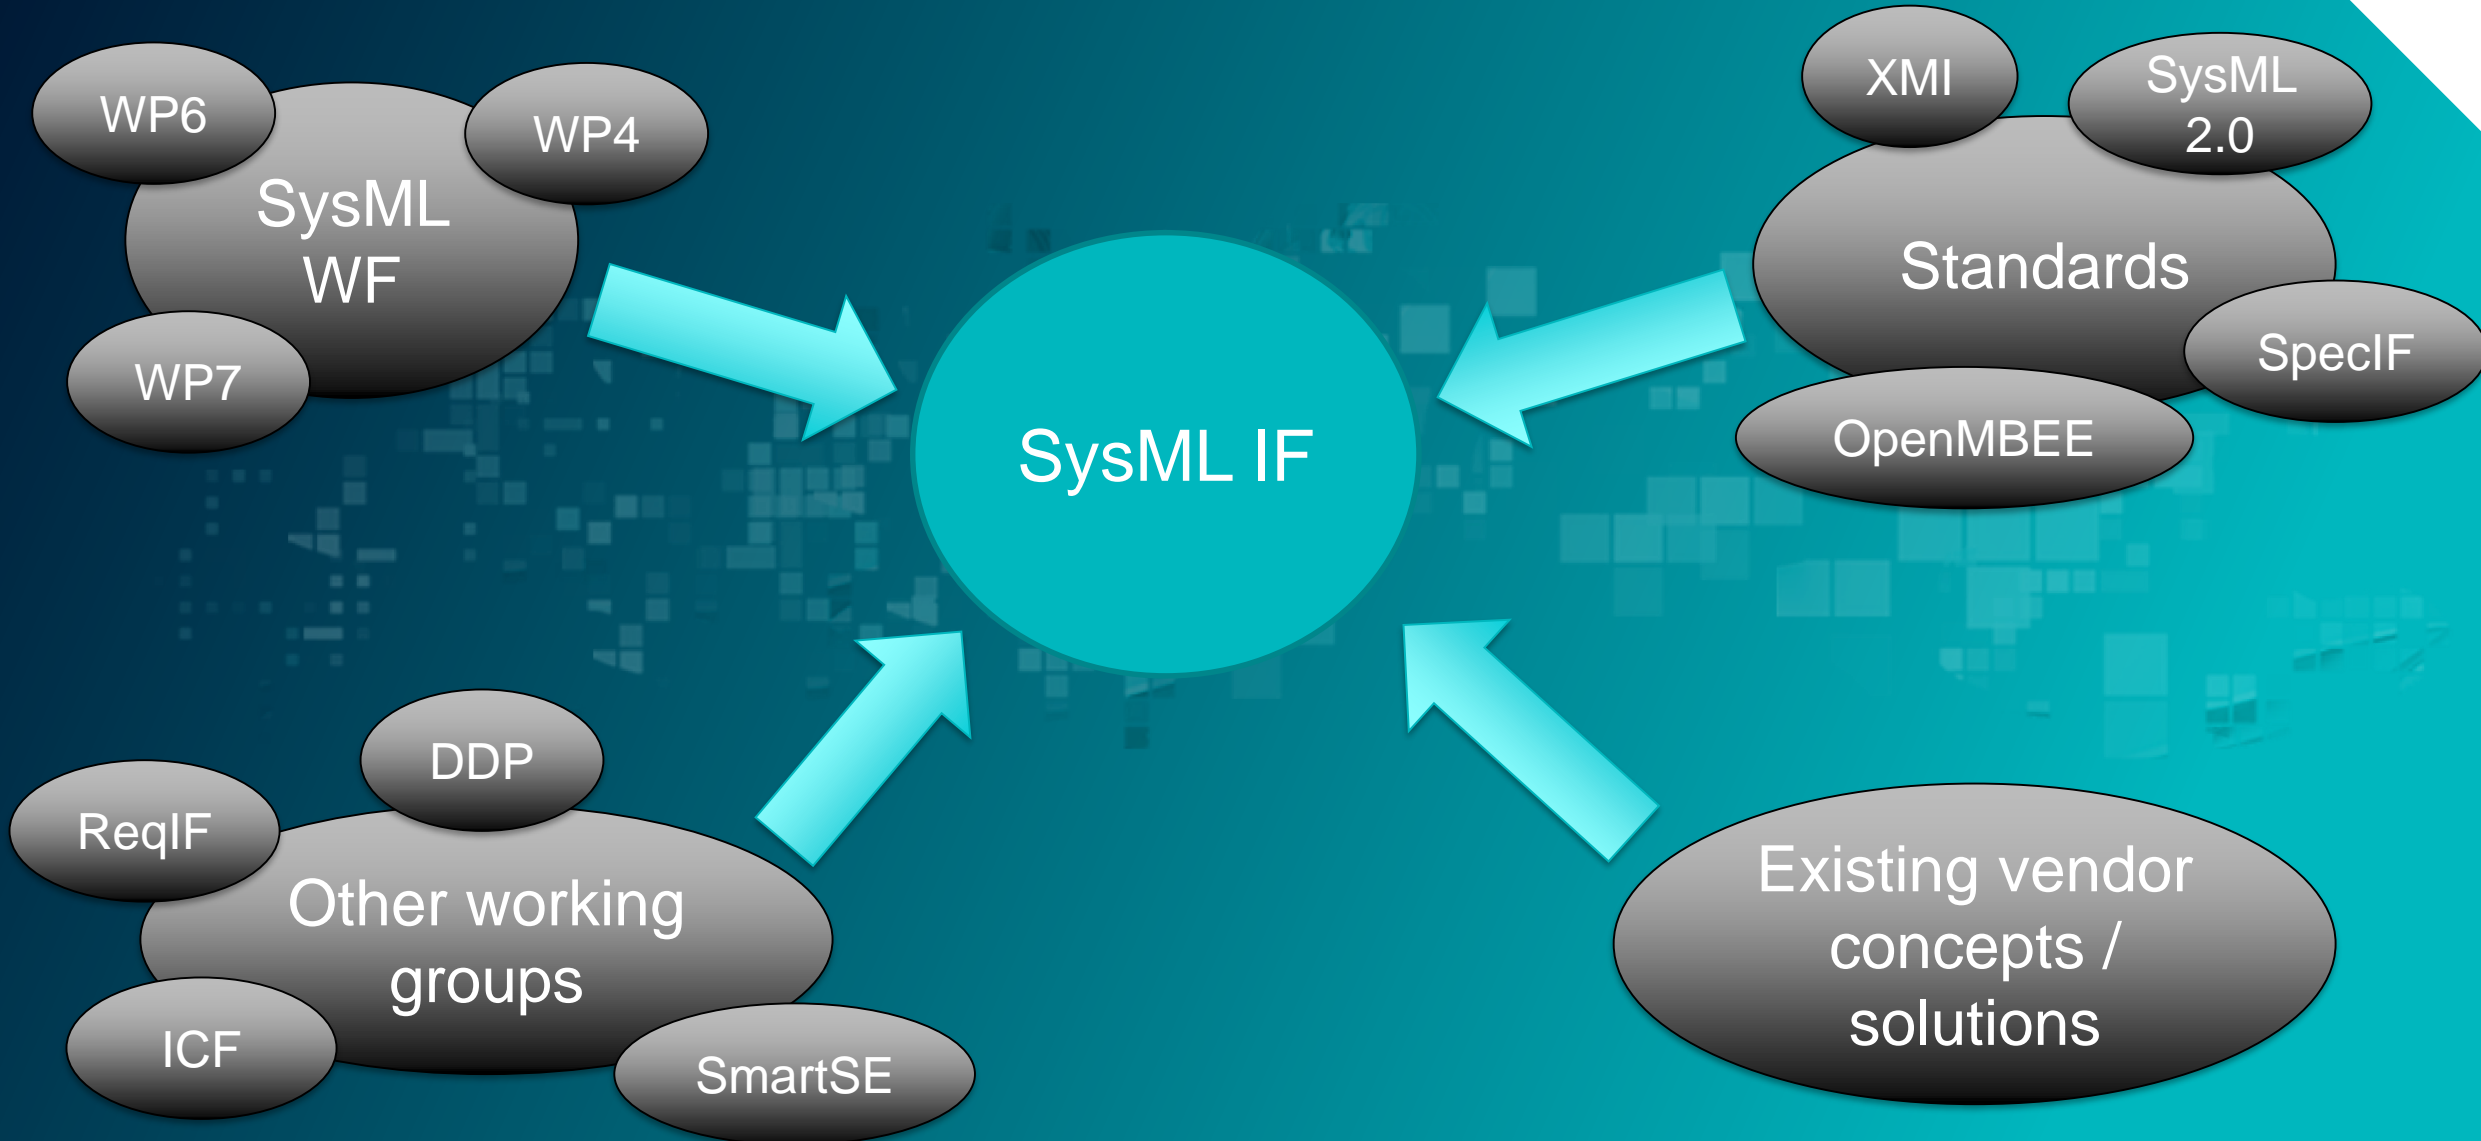 WP6
WP4
SysML
WF
WP7
XMI
SysML
2.0
Standards
SpecIF
OpenMBEE
SysML IF
DDP
ReqIF
Other working
groups
ICF
SmartSE
Existing vendor
concepts /
solutions